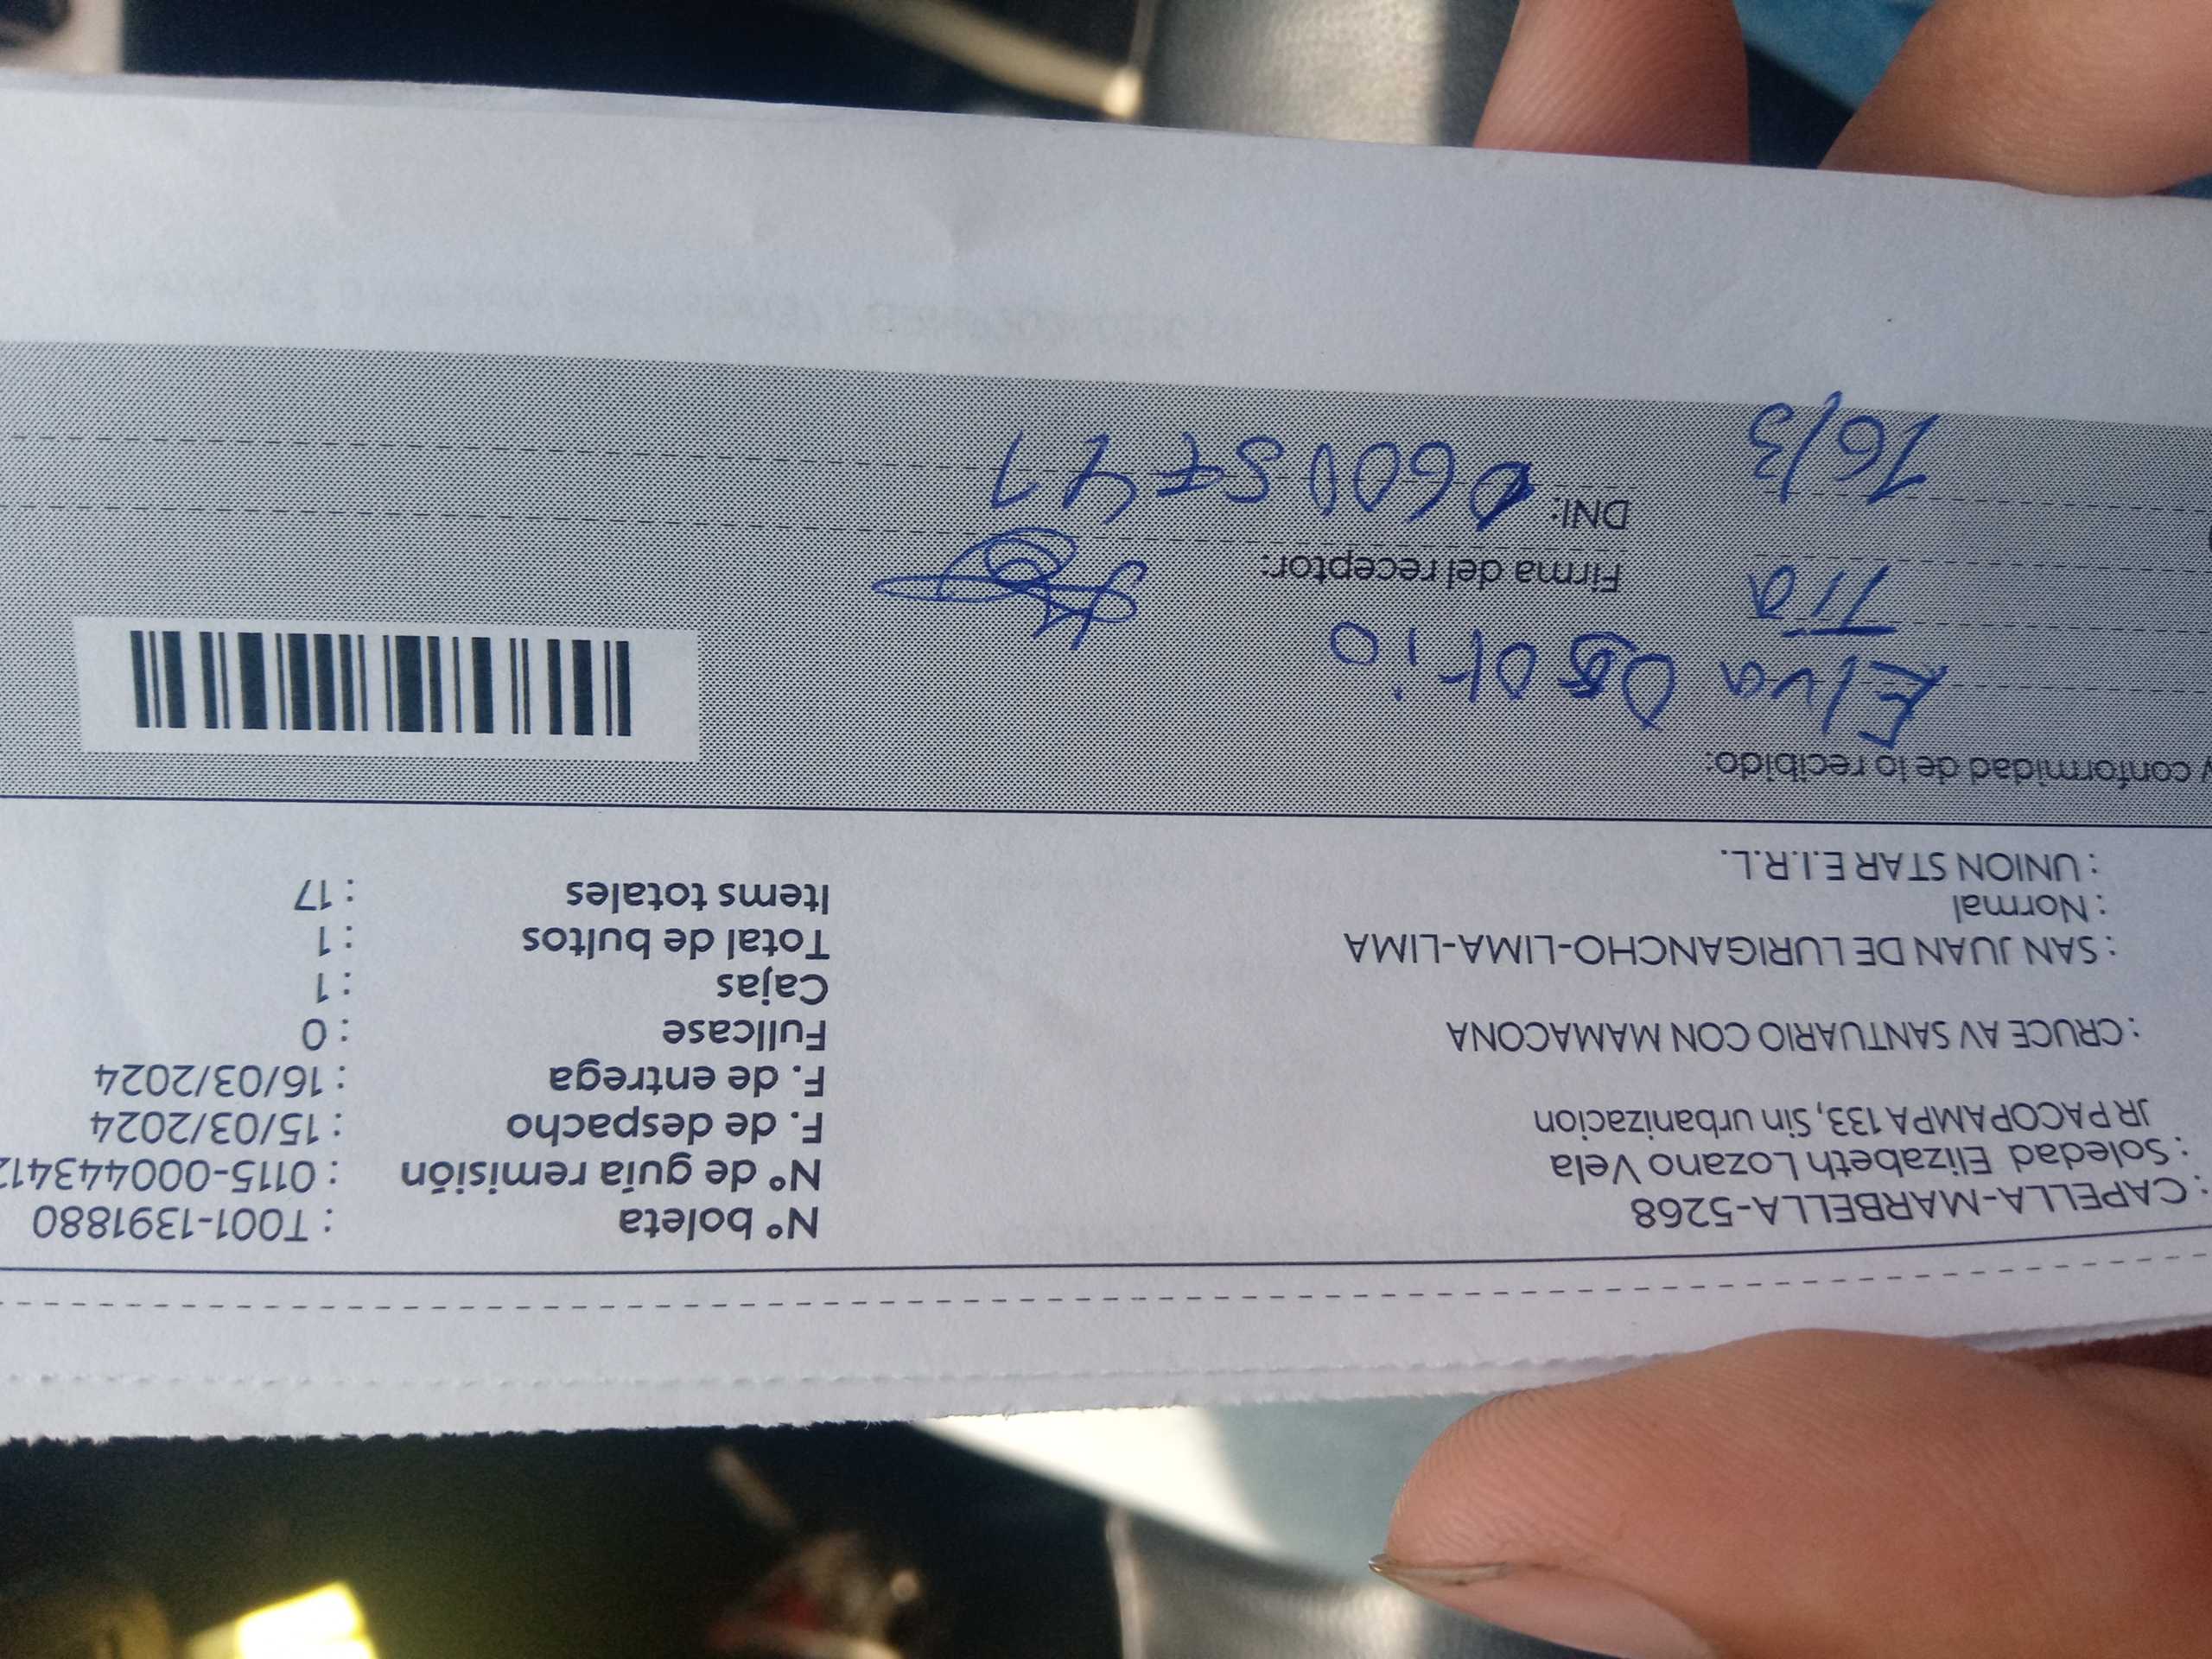 : CAPELLA-MARBELLA-5268
: Soledad Elizabeth Lozano Vela
JR PACOPAMPA 133, Sin urbanizacion
: CRUCE AV SANTUARIO CON MAMACONA
: SAN JUAN DE LURIGANCHO-LIMA-LIMA
: Normal
: UNION STAR E.I.R.L.
N° boleta : T001-1391880
N° de guía remisión : 0115-00044341
F. de despacho : 15/03/2024
F. de entrega : 16/03/2024
Fullcase : 0
Cajas : 1
Total de bultos : 1
Items totales : 17
y conformidad de lo recibido:
Elva Osorio
Tia
Firma del receptor:
16/3
DNI: